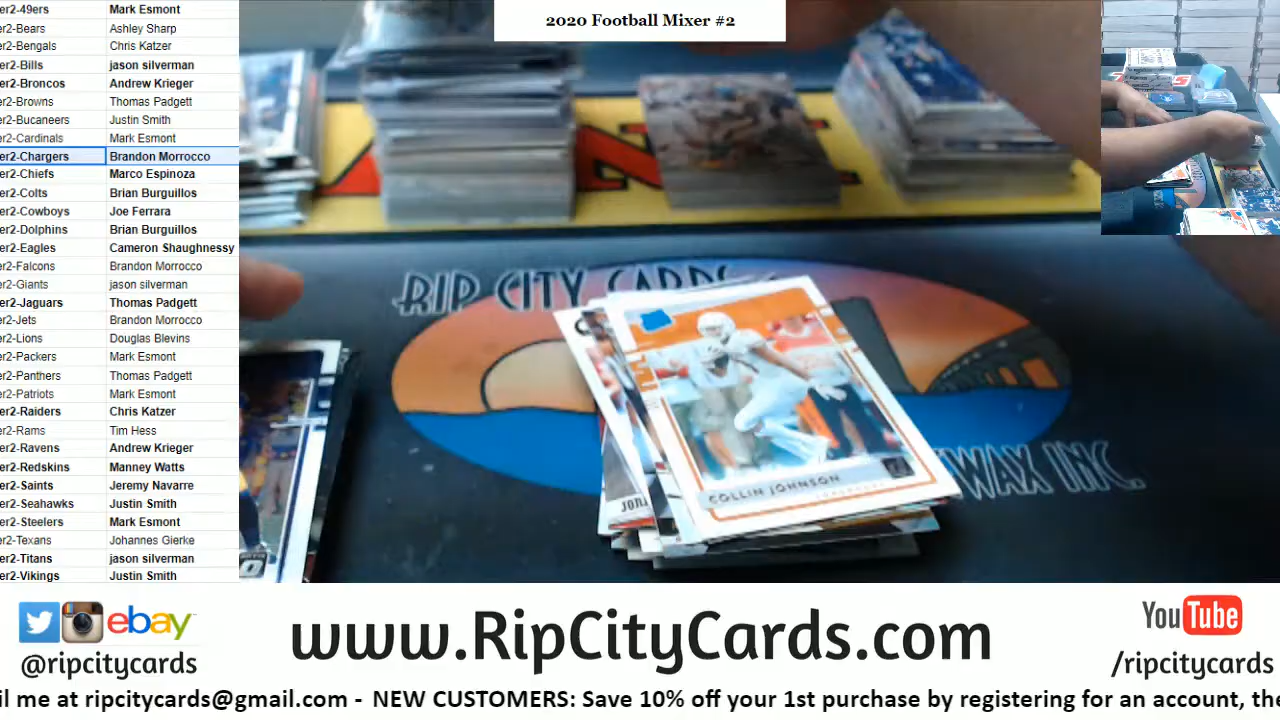 2020 Football Mixer #2
er2-49ers Mark Esmont
er2-Bears Ashley Sharp
er2-Bengals Chris Katzer
er2-Bills jason silverman
er2-Broncos Andrew Krieger
er2-Browns Thomas Padgett
er2-Bucaneers Justin Smith
er2-Cardinals Mark Esmont
er2-Chargers Brandon Morrocco
er2-Chiefs Marco Espinoza
er2-Colts Brian Burguillos
er2-Cowboys Joe Ferrara
er2-Dolphins Brian Burguillos
er2-Eagles Cameron Shaughnessy
er2-Falcons Brandon Morrocco
er2-Giants jason silverman
er2-Jaguars Thomas Padgett
er2-Jets Brandon Morrocco
er2-Lions Douglas Blevins
er2-Packers Mark Esmont
er2-Panthers Thomas Padgett
er2-Patriots Mark Esmont
er2-Raiders Chris Katzer
er2-Rams Tim Hess
er2-Ravens Andrew Krieger
er2-Redskins Manney Watts
er2-Saints Jeremy Navarre
er2-Seahawks Justin Smith
er2-Steelers Mark Esmont
er2-Texans Johannes Gierke
er2-Titans jason silverman
er2-Vikings Justin Smith
RIP CITY CARDS
WAX INC.
COLLIN JOHNSON
LONGHORNS
JOR
ebay
@ripcitycards
www.RipCityCards.com
YouTube
/ripcitycards
il me at ripcitycards@gmail.com - NEW CUSTOMERS: Save 10% off your 1st purchase by registering for an account, the